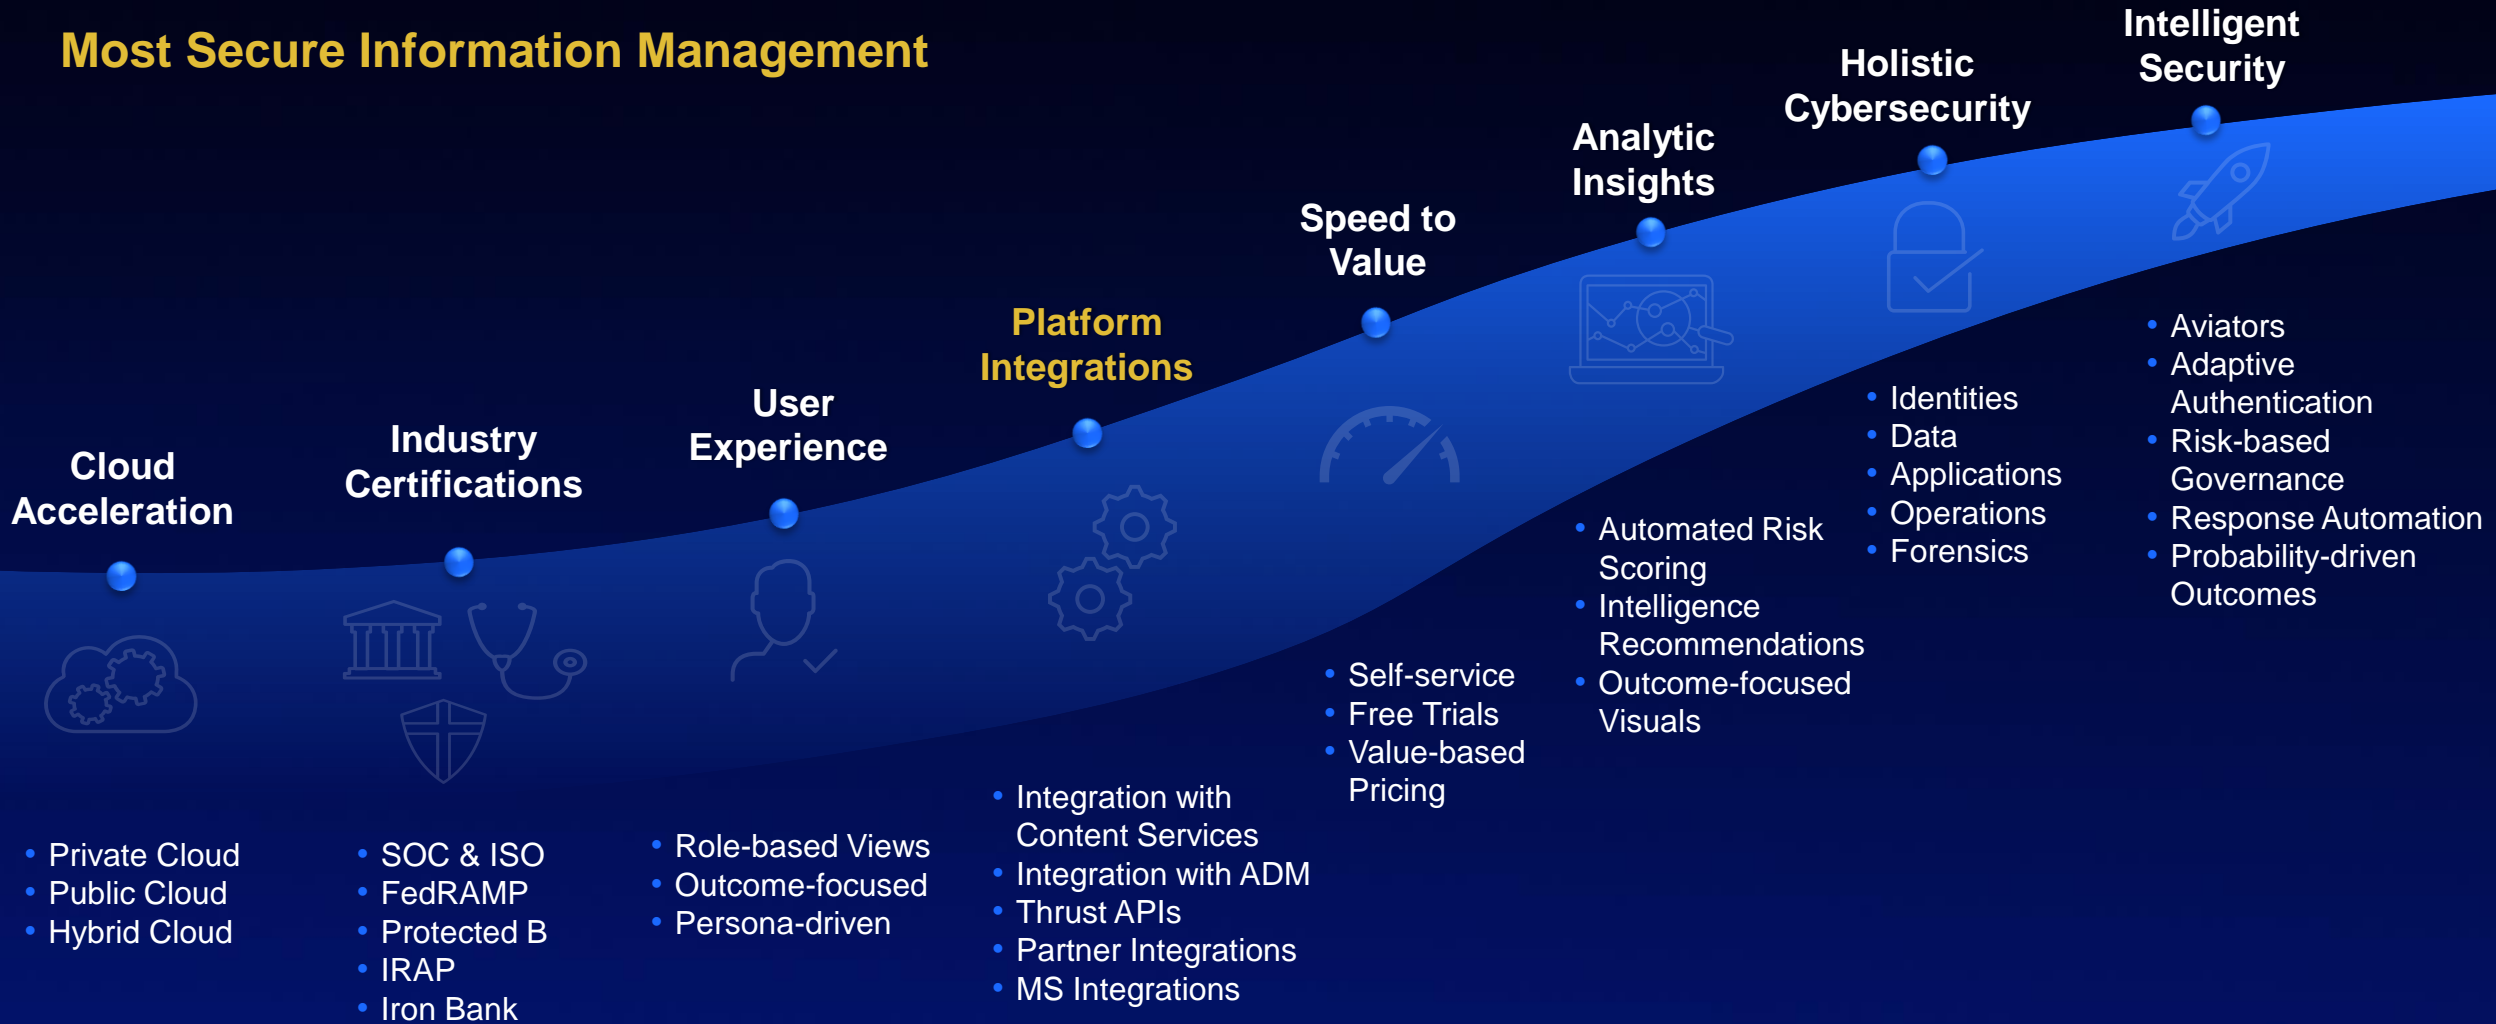 Most Secure Information Management
Cloud
Acceleration
• Private Cloud
• Public Cloud
• Hybrid Cloud
Industry
Certifications
• SOC & ISO
• FedRAMP
• Protected B
• IRAP
• Iron Bank
User
Experience
• Role-based Views
• Outcome-focused
• Persona-driven
Platform
Integrations
• Integration with
Content Services
• Integration with ADM
• Thrust APIs
• Partner Integrations
• MS Integrations
Speed to
Value
• Self-service
• Free Trials
• Value-based
Pricing
Analytic
Insights
• Automated Risk
Scoring
• Intelligence
Recommendations
• Outcome-focused
Visuals
Holistic
Cybersecurity
• Identities
• Data
• Applications
• Operations
• Forensics
Intelligent
Security
• Aviators
• Adaptive
Authentication
• Risk-based
Governance
• Response Automation
• Probability-driven
Outcomes